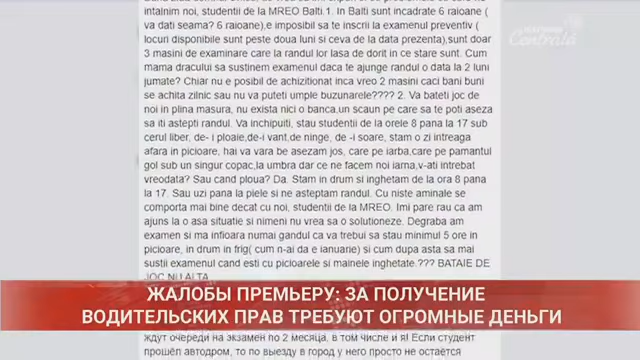 intalnim noi, studentii de la MREO Balti.1. In Balti sunt incadrate 6 raioane (
va dati seama? 6 raioane),e imposibil sa te inscrii la examenul preventiv (
locuri disponibile sunt peste doua luni si ceva de la data prezenta),sunt doar
3 masini de examinare care la randul lor lasa de dorit in ce stare sunt. Cum
mama dracului sa sustinem examenul daca te ajunge randul o data la 2 luni
jumate? Chiar nu e posibil de achizitionat inca vreo 2 masini caci bani buni
se achita zilnic sau nu va puteti umple buzunarele???? 2. Va bateti joc de
noi in plina masura, nu exista nici o banca,un scaun pe care sa te poti aseza
sa iti astepti randul. Va inchipuiti, stau studentii de la orele 8 pana la 17 sub
cerul liber, de- i ploaie,de-i vant,de ninge, de -i soare, stam o zi intreaga
afara in picioare, hai va vara be asezam jos, care pe iarba,care pe pamantul
gol sub un singur copac,la umbra dar ce ne facem noi iarna,v-ati intrebat
vreodata? Sau cand ploua? Da. Stam in drum si inghetam de la ora 8 pana
la 17. Sau uzi pana la piele si ne asteptam randul. Cu niste aminale se
comporta mai bine decat cu noi, studentii de la MREO. Imi pare rau ca am
ajuns la o asa situatie si nimeni nu vrea sa o solutioneze. Degraba am
examen si ma infioara numai gandul ca va trebui sa stau minimul 5 ore in
picioare, in drum in frig( cum n-ai da e ianuarie) si cum dupa asta sa mai
sustii examenul cand esti cu picioarele si mainele inghetate.??? BATAIE DE
JOC NU ALTA
ЖАЛОБЫ ПРЕМЬЕРУ: ЗА ПОЛУЧЕНИЕ
ВОДИТЕЛЬСКИХ ПРАВ ТРЕБУЮТ ОГРОМНЫЕ ДЕНЬГИ
ждут очереди на экзамен по 2 месяца, в том числе и я! Если студент
прошёл автодром, то по выезду в город у него просто не остаётся